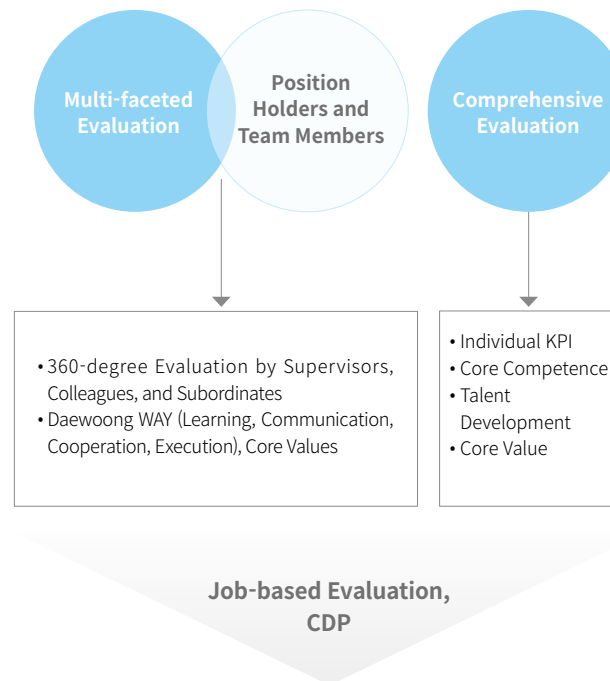 Multi-faceted
Evaluation
Position
Holders and
Team Members
Comprehensive
Evaluation
• 360-degree Evaluation by Supervisors,
Colleagues, and Subordinates
• Daewoong WAY (Learning, Communication,
Cooperation, Execution), Core Values
• Individual KPI
• Core Competence
• Talent
Development
• Core Value
Job-based Evaluation,
CDP